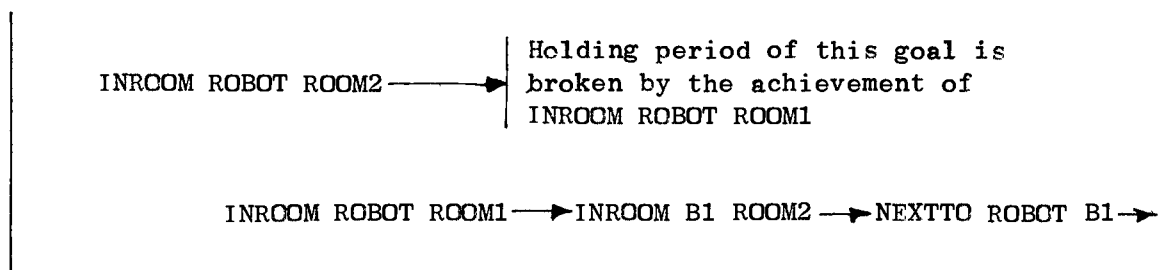 Holding period of this goal is
INROOM ROBOT ROOM2
broken by the achievement of
INROOM ROBOT ROOM1
INROOM ROBOT ROOM1 INROOM B1 ROOM2 NEXTTO ROBOT B1